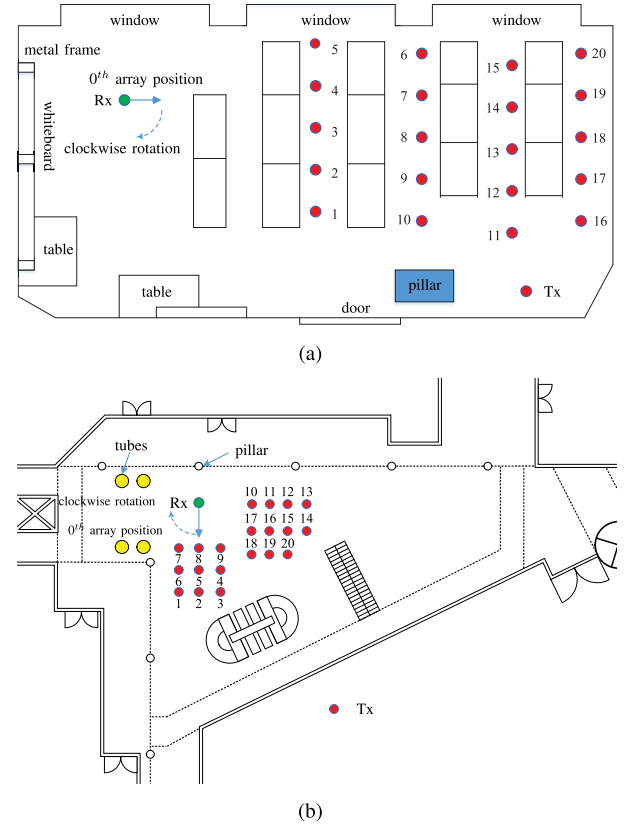 window window window
metal frame
0th array position
Rx
clockwise rotation
whiteboard
table
table
door
pillar
Tx
5
4
3
2
1
6
7
8
9
10
15
14
13
12
11
20
19
18
17
16
(a)
tubes
pillar
clockwise rotation
Rx
0th array position
10 11 12 13
17 16 15 14
18 19 20
7 8 9
6 5 4
1 2 3
Tx
(b)